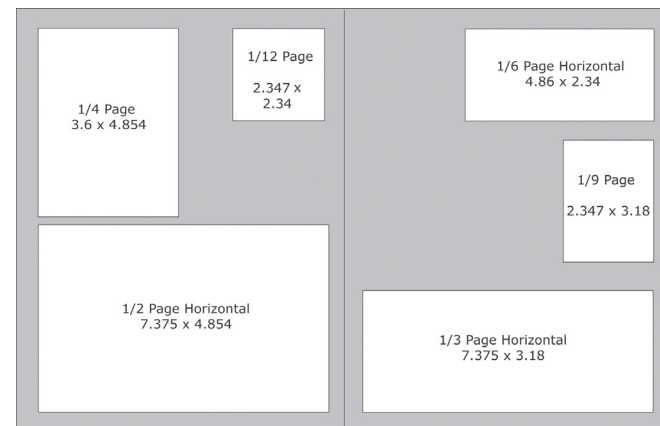 1/4 Page
3.6 x 4.854
1/12 Page
2.347 x
2.34
1/2 Page Horizontal
7.375 x 4.854
1/6 Page Horizontal
4.86 x 2.34
1/9 Page
2.347 x 3.18
1/3 Page Horizontal
7.375 x 3.18